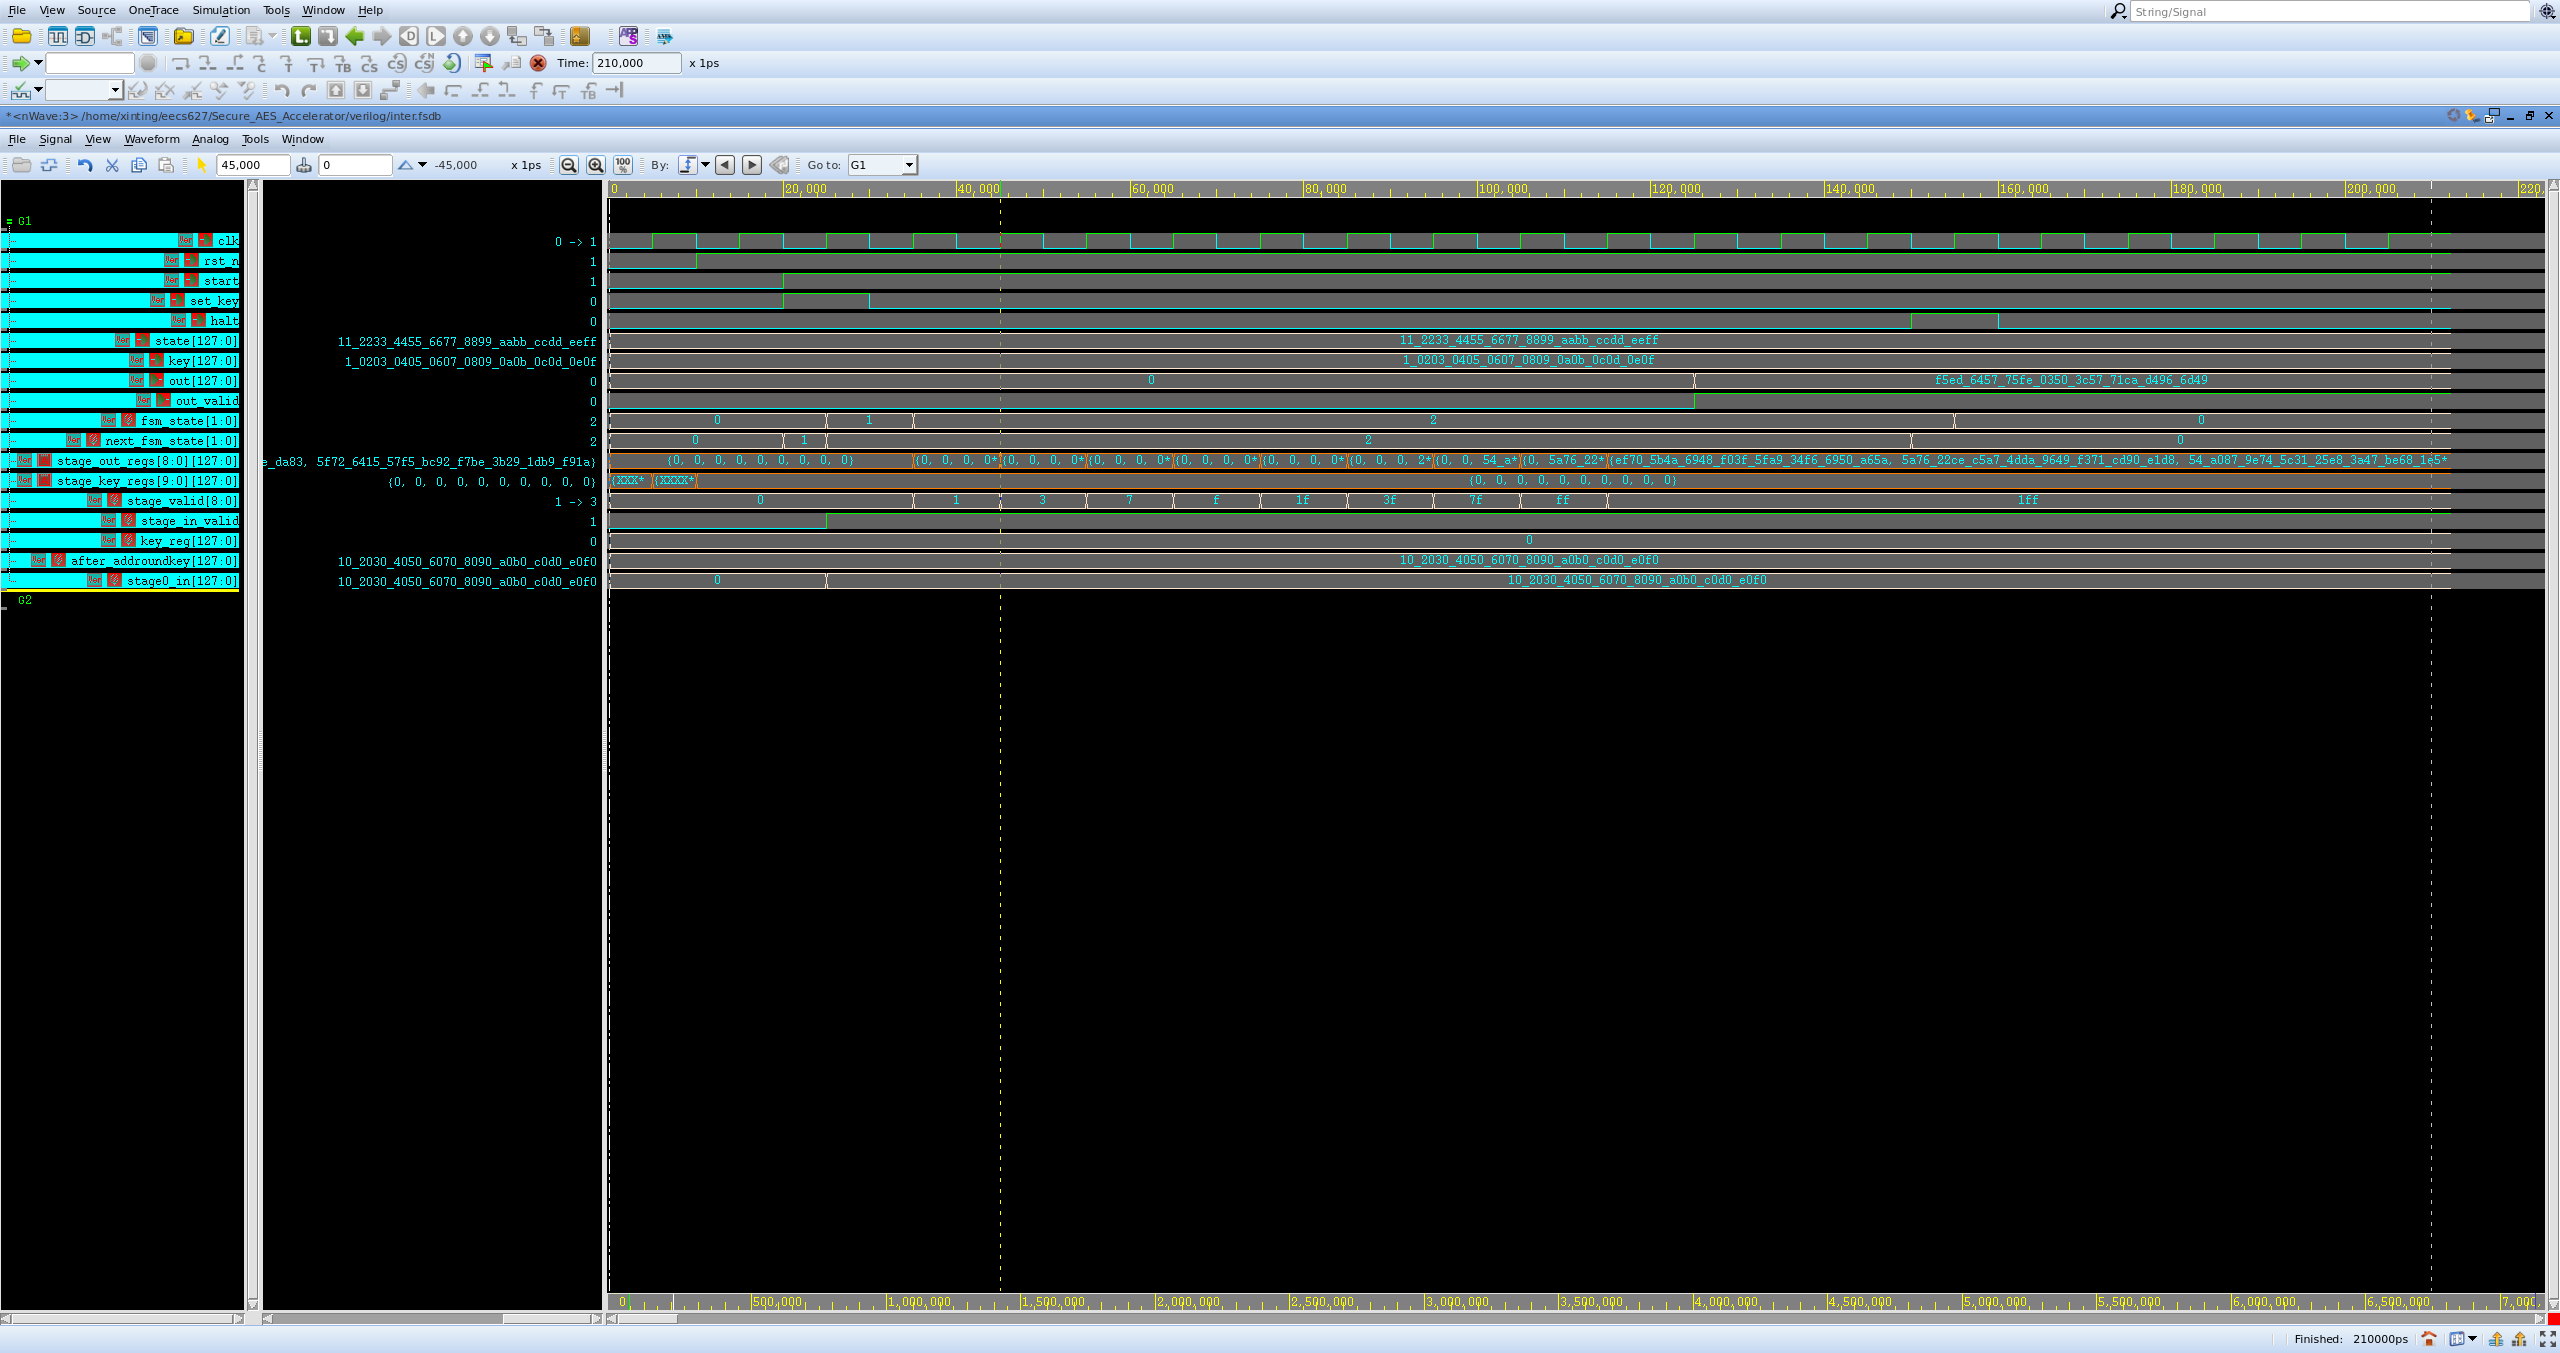 File View Source OneTrace Simulation Tools Window Help
String/Signal
Time: 210,000 x 1ps
*<nWave:3> /home/xinting/eecs627/Secure_AES_Accelerator/verilog/inter.fsdb
File Signal View Waveform Analog Tools Window
45,000 0 -45,000 x 1ps 100 % By: Go to: G1
0 20,000 40,000 60,000 80,000 100,000 120,000 140,000 160,000 180,000 200,000 220,
G1
clk 0 -> 1
rst_n 1
start 1
set_key 0
halt 0
state[127:0] 11_2233_4455_6677_8899_aabb_ccdd_eeff 11_2233_4455_6677_8899_aabb_ccdd_eeff
key[127:0] 1_0203_0405_0607_0809_0a0b_0c0d_0e0f 1_0203_0405_0607_0809_0a0b_0c0d_0e0f
out[127:0] 0 0 f5ed_6457_75fe_0350_3c57_71ca_d496_6d49
out_valid 0
fsm_state[1:0] 2 0 1 2 0
next_fsm_state[1:0] 2 0 1 2 0
stage_out_regs[8:0][127:0] e_da83, 5f72_6415_57f5_bc92_f7be_3b29_1db9_f91a} {0, 0, 0, 0, 0, 0, 0, 0, 0} {0, 0, 0, 0* {0, 0, 0, 0* {0, 0, 0, 0* {0, 0, 0, 0* {0, 0, 0, 0* {0, 0, 0, 2* {0, 0, 54_a* {0, 5a76_22* {ef70_5b4a_6948_f03f_5fa9_34f6_6950_a65a, 5a76_22ce_c5a7_4dda_9649_f371_cd90_e1d8, 54_a087_9e74_5c31_25e8_3a47_be68_1e5*
stage_key_regs[9:0][127:0] {0, 0, 0, 0, 0, 0, 0, 0, 0, 0} {XXX* {XXXX* {0, 0, 0, 0, 0, 0, 0, 0, 0, 0}
stage_valid[8:0] 1 -> 3 0 1 3 7 f 1f 3f 7f ff 1ff
stage_in_valid 1
key_reg[127:0] 0 0
after_addroundkey[127:0] 10_2030_4050_6070_8090_a0b0_c0d0_e0f0 10_2030_4050_6070_8090_a0b0_c0d0_e0f0
stage0_in[127:0] 10_2030_4050_6070_8090_a0b0_c0d0_e0f0 0 10_2030_4050_6070_8090_a0b0_c0d0_e0f0
G2
0 500,000 1,000,000 1,500,000 2,000,000 2,500,000 3,000,000 3,500,000 4,000,000 4,500,000 5,000,000 5,500,000 6,000,000 6,500,000 7,000,
Finished: 210000ps